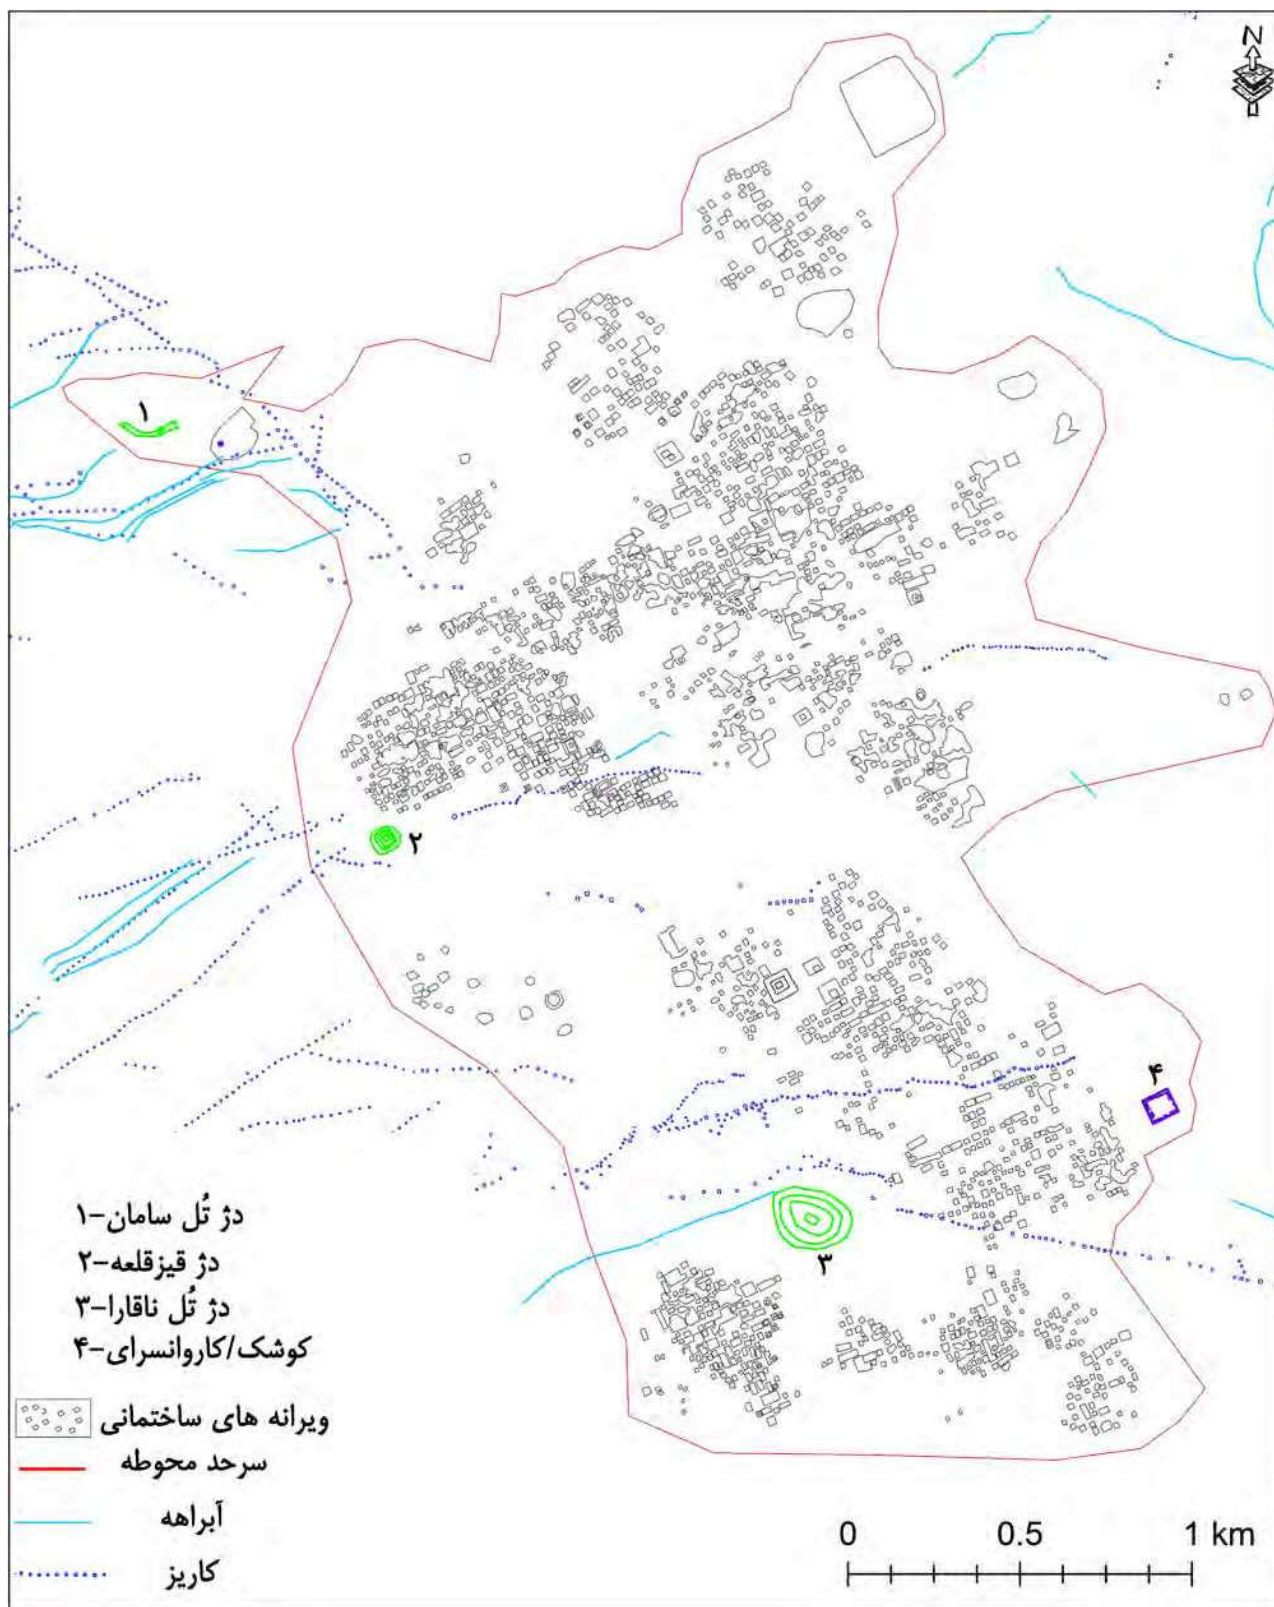 N
۱
۲
۴
۳
۱-دژ تُل سامان
۲-دژ قیزقلعه
۳-دژ تُل ناقارا
۴-کوشک/کاروانسرای
ویرانه های ساختمانی
سرحد محوطه
آبراهه
کاریز
0 0.5 1 km